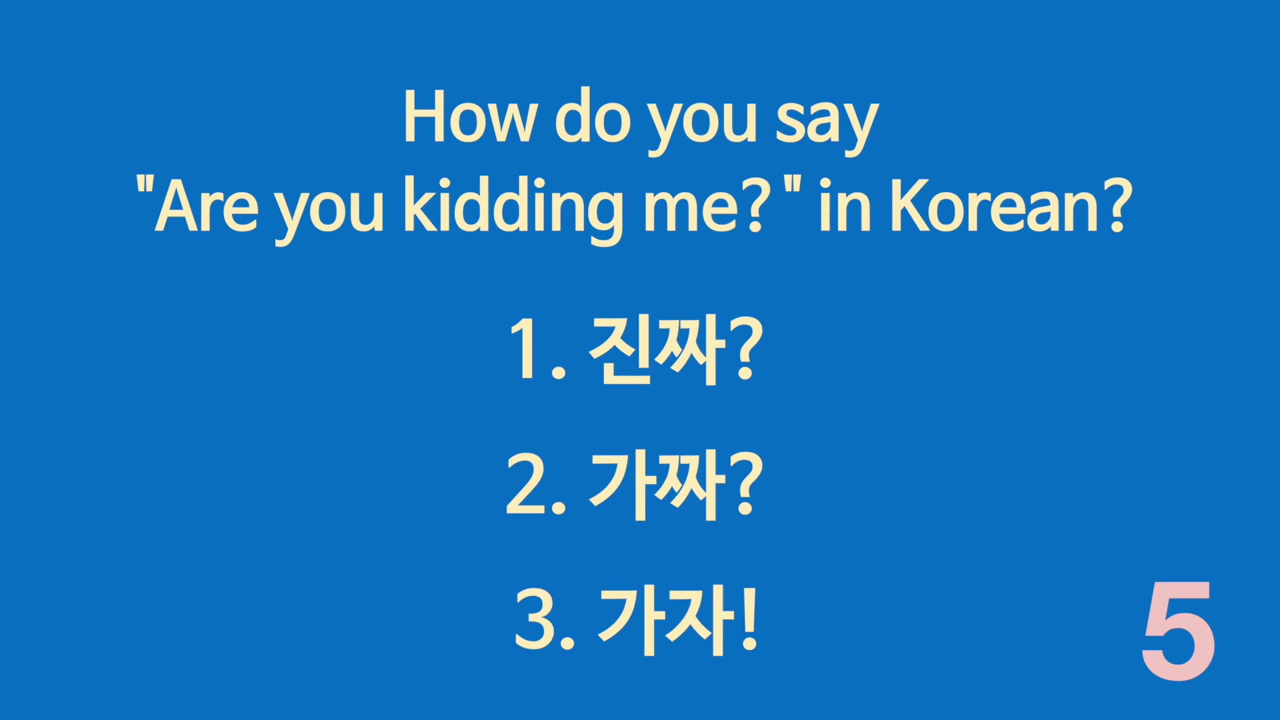 How do you say
"Are you kidding me?" in Korean?
1. 진짜?
2. 가짜?
3. 가자!
5